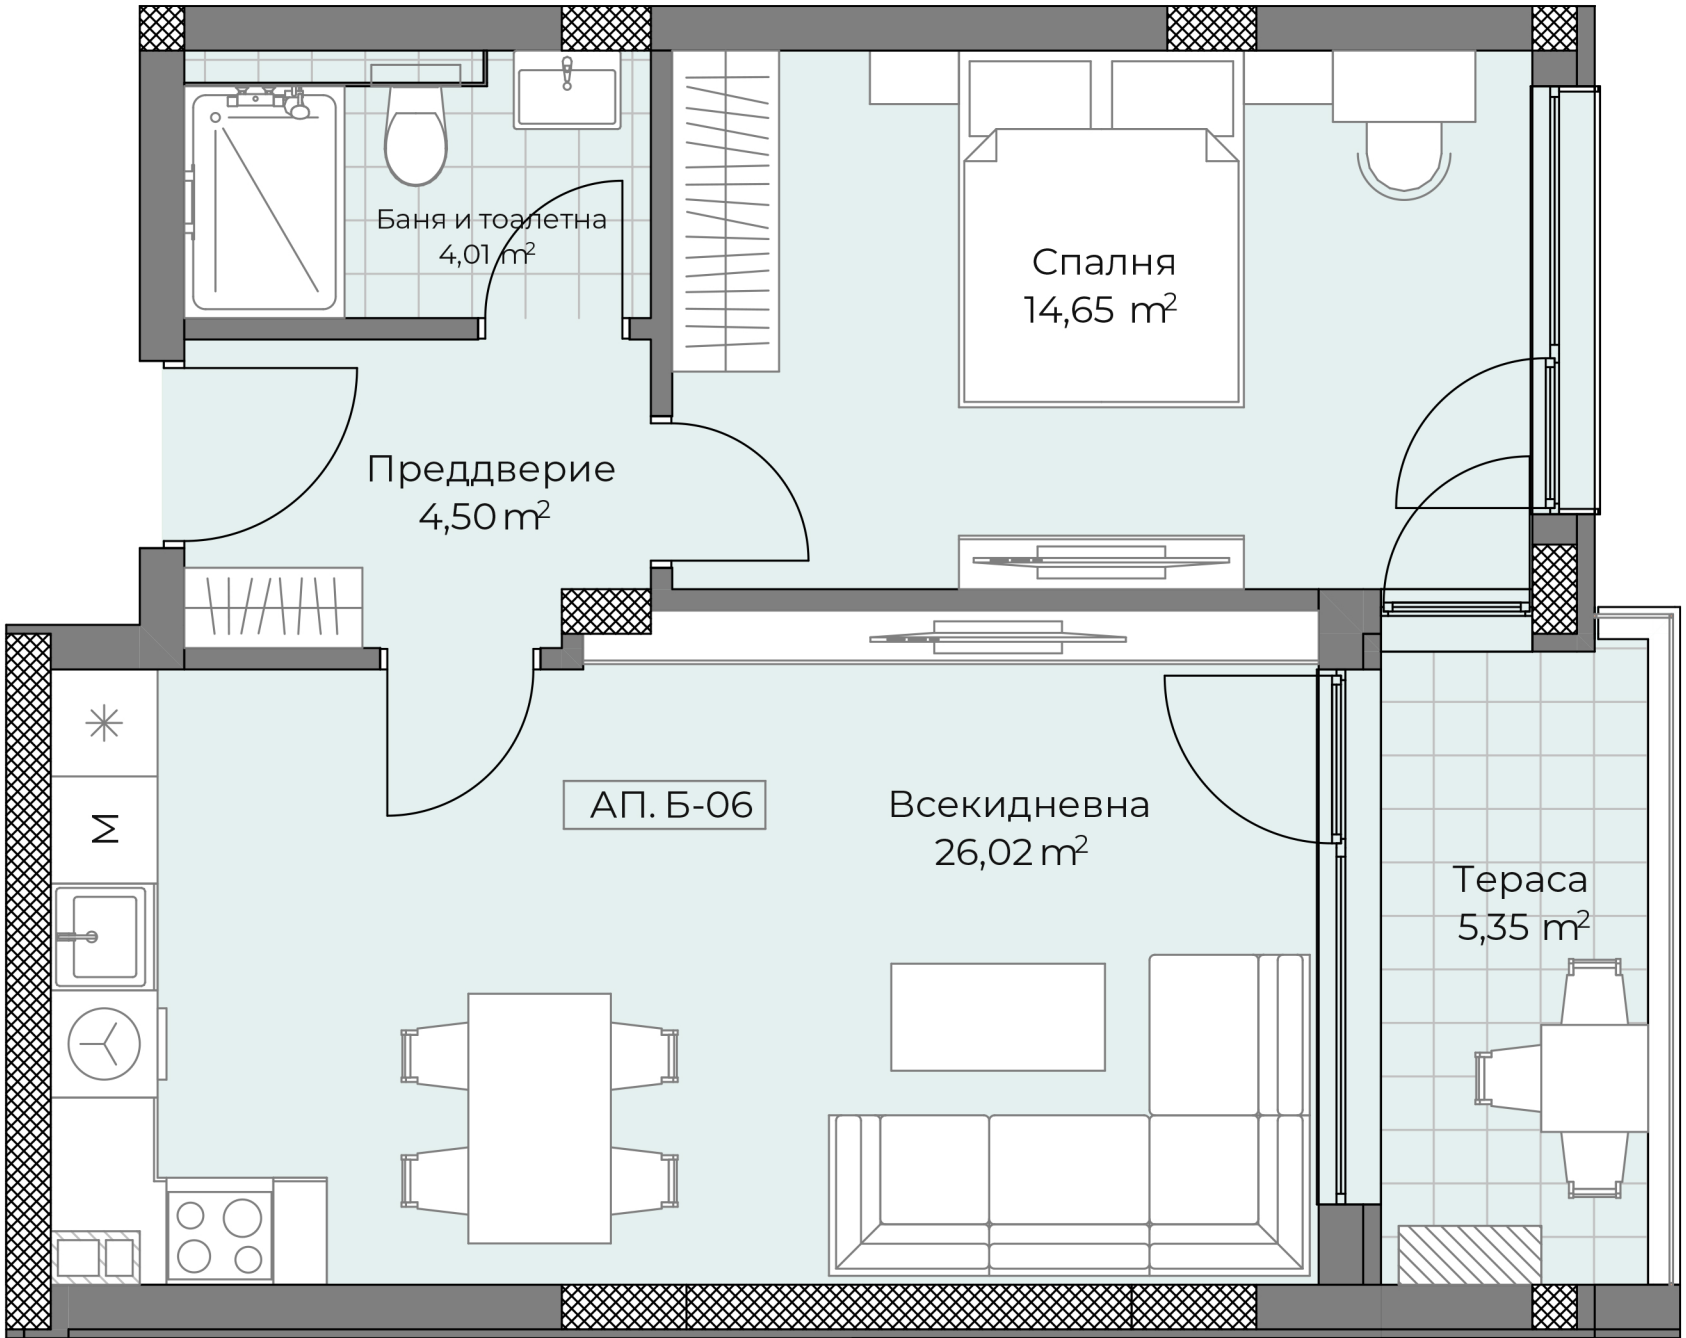 Баня и тоалетна
4,01 m²
Спалня
14,65 m²
Преддверие
4,50 m²
М
АП. Б-06
Всекидневна
26,02 m²
Тераса
5,35 m²